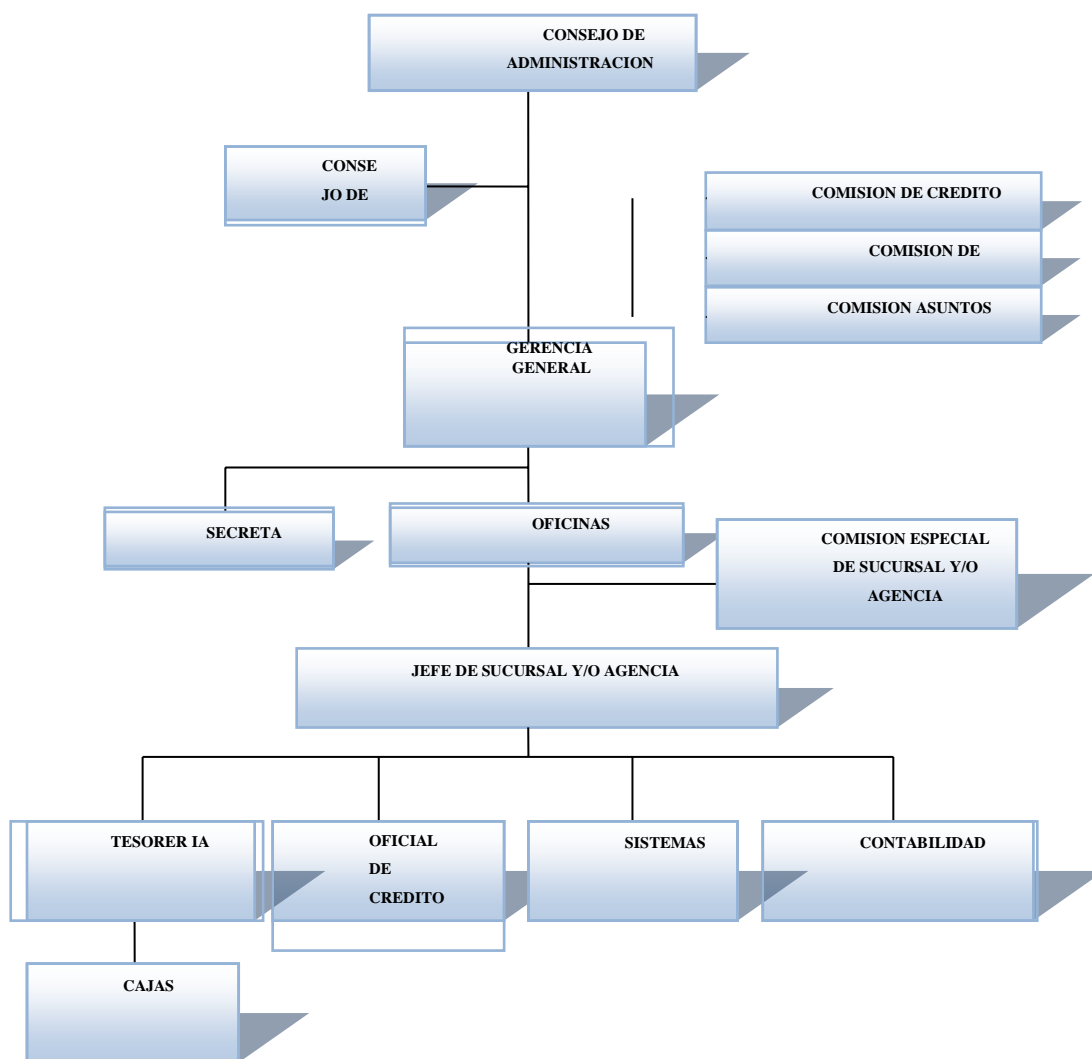 CONSEJO DE
ADMINISTRACION
CONSE
JO DE
COMISION DE CREDITO
COMISION DE
COMISION ASUNTOS
GERENCIA
GENERAL
SECRETA
OFICINAS
COMISION ESPECIAL
DE SUCURSAL Y/O
AGENCIA
JEFE DE SUCURSAL Y/O AGENCIA
TESORER IA
OFICIAL
DE
CREDITO
SISTEMAS
CONTABILIDAD
CAJAS